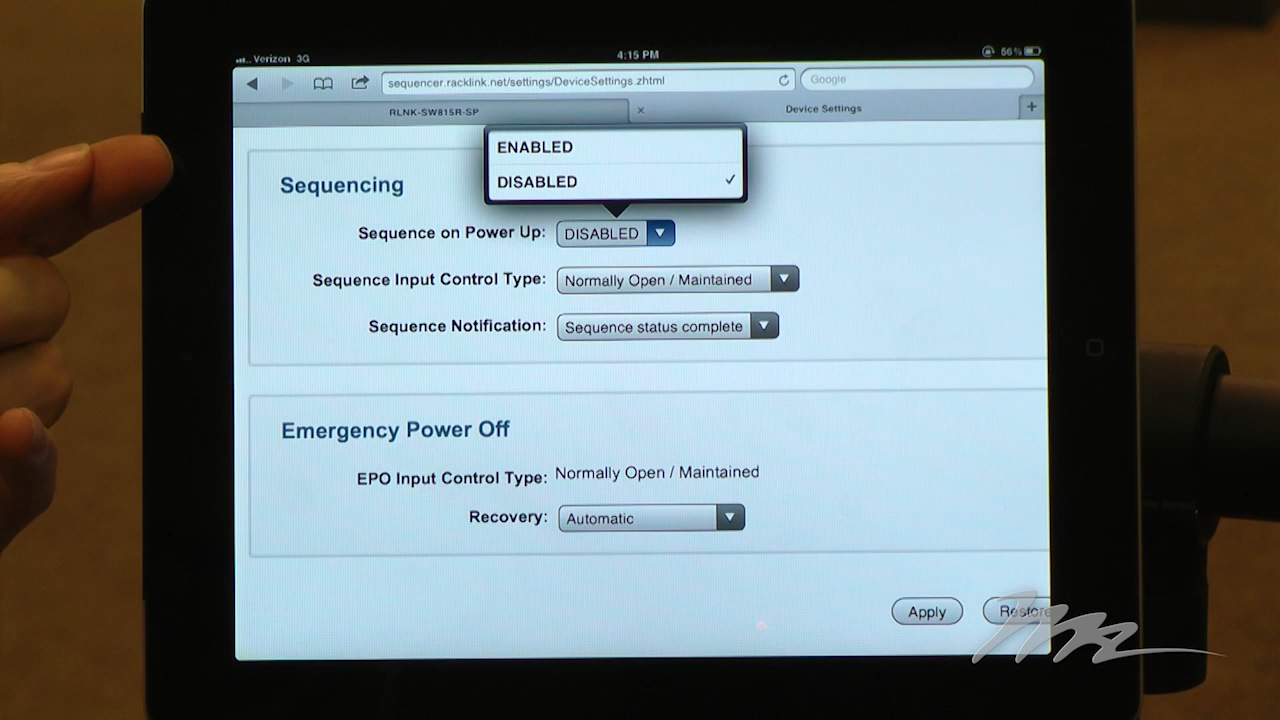 Verizon 3G
4:15 PM
56%
sequencer.racklink.net/settings/DeviceSettings.zhtml
Google
RLNK-SW815R-SP
Device Settings
ENABLED
DISABLED
Sequencing
Sequence on Power Up: DISABLED
Sequence Input Control Type: Normally Open / Maintained
Sequence Notification: Sequence status complete
Emergency Power Off
EPO Input Control Type: Normally Open / Maintained
Recovery: Automatic
Apply
Restore